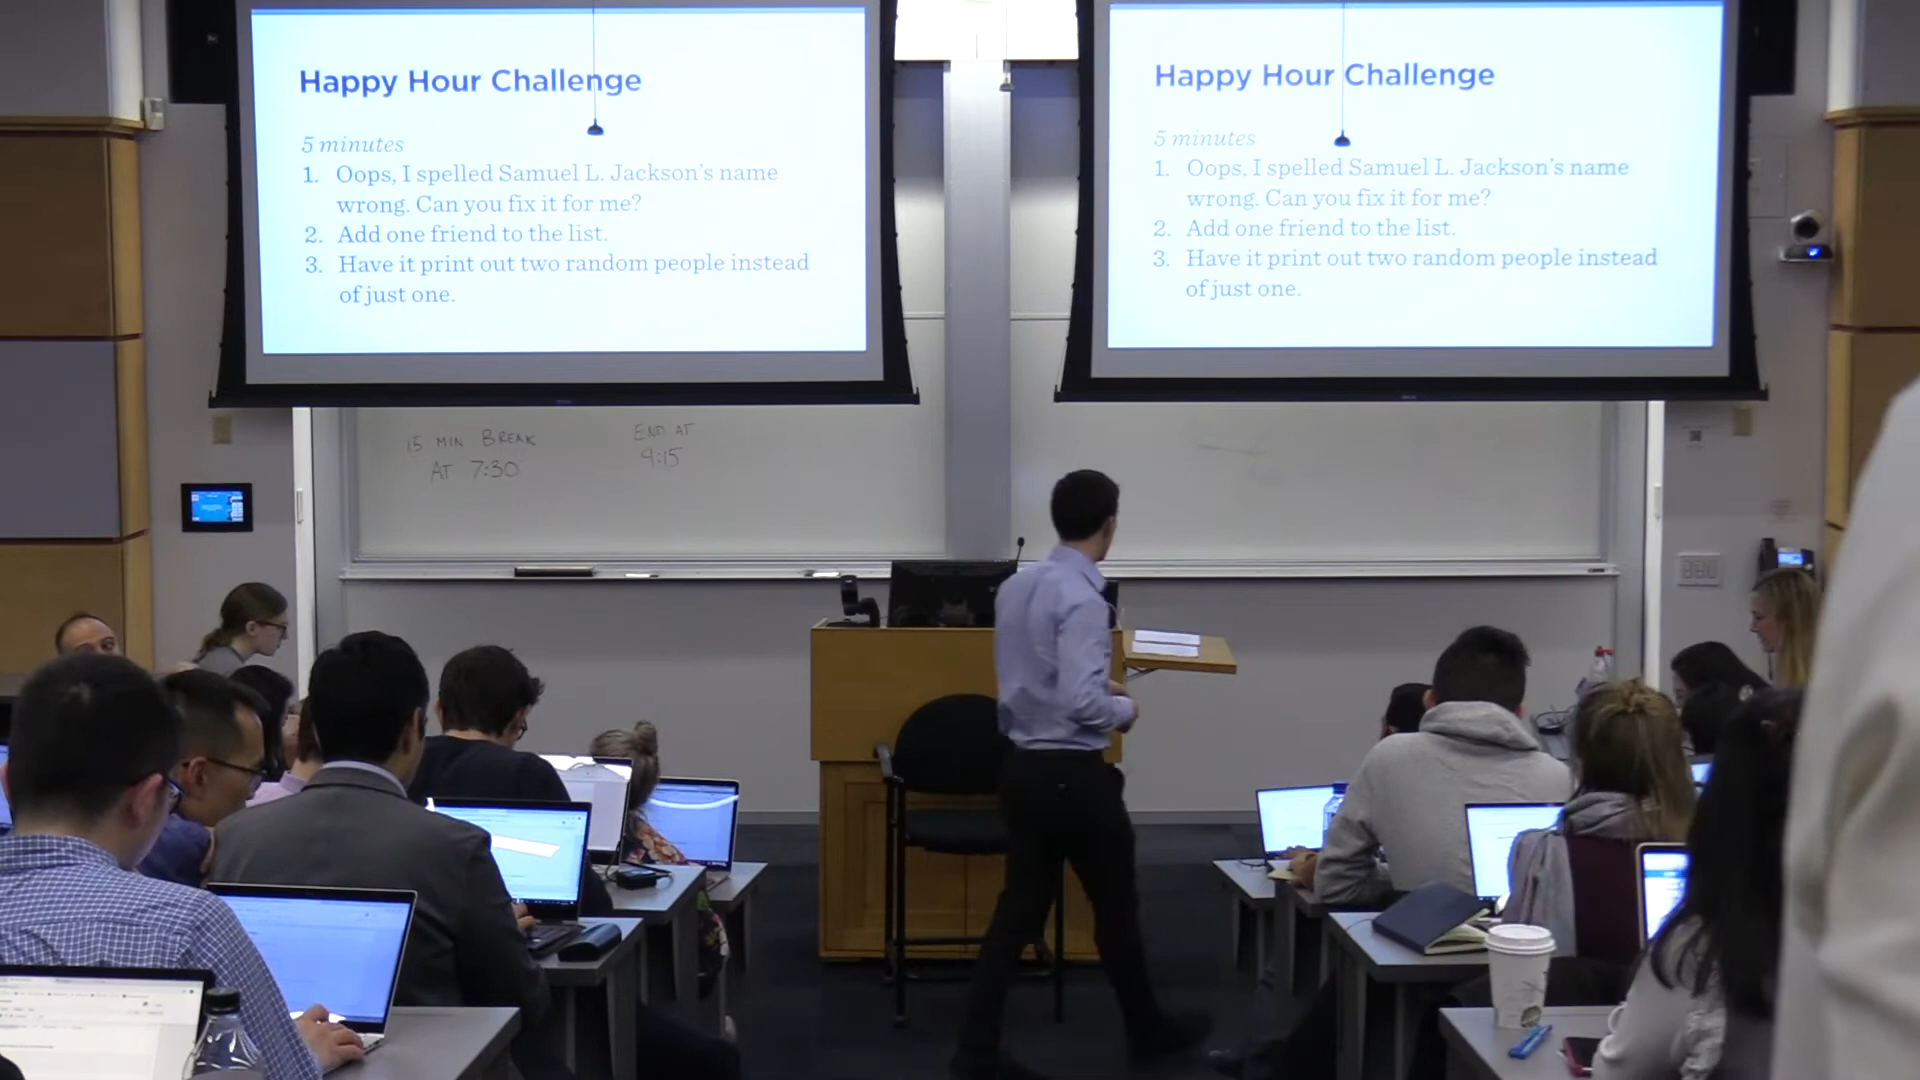 Happy Hour Challenge
5 minutes
1. Oops, I spelled Samuel L. Jackson's name
wrong. Can you fix it for me?
2. Add one friend to the list.
3. Have it print out two random people instead
of just one.
Happy Hour Challenge
5 minutes
1. Oops, I spelled Samuel L. Jackson's name
wrong. Can you fix it for me?
2. Add one friend to the list.
3. Have it print out two random people instead
of just one.
15 MIN BREAK
AT 7:30
END AT
9:15